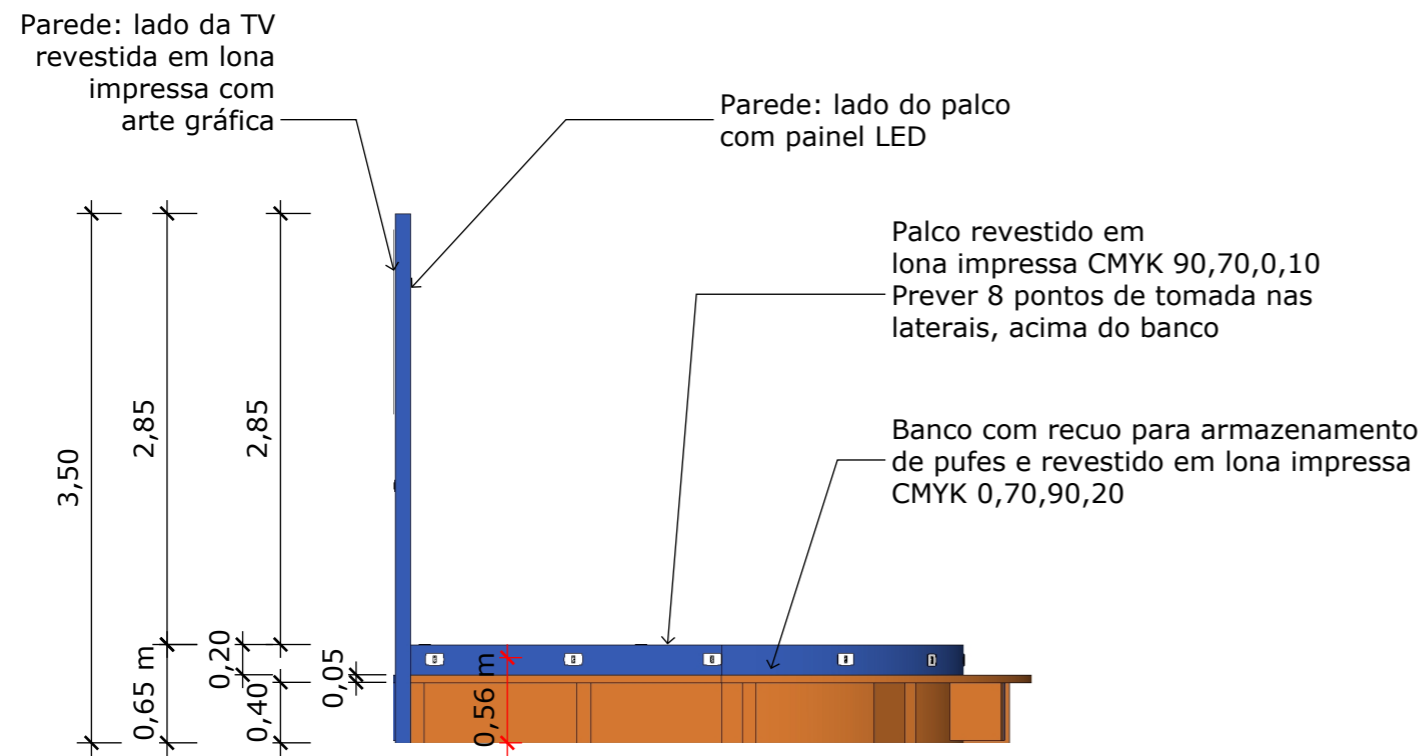 Parede: lado da TV
revestida em lona
impressa com
arte gráfica
Parede: lado do palco
com painel LED
Palco revestido em
lona impressa CMYK 90,70,0,10
Prever 8 pontos de tomada nas
laterais, acima do banco
Banco com recuo para armazenamento
de pufes e revestido em lona impressa
CMYK 0,70,90,20
3,50
2,85
2,85
0,65 m
0,20
0,40
0,05
0,56 m